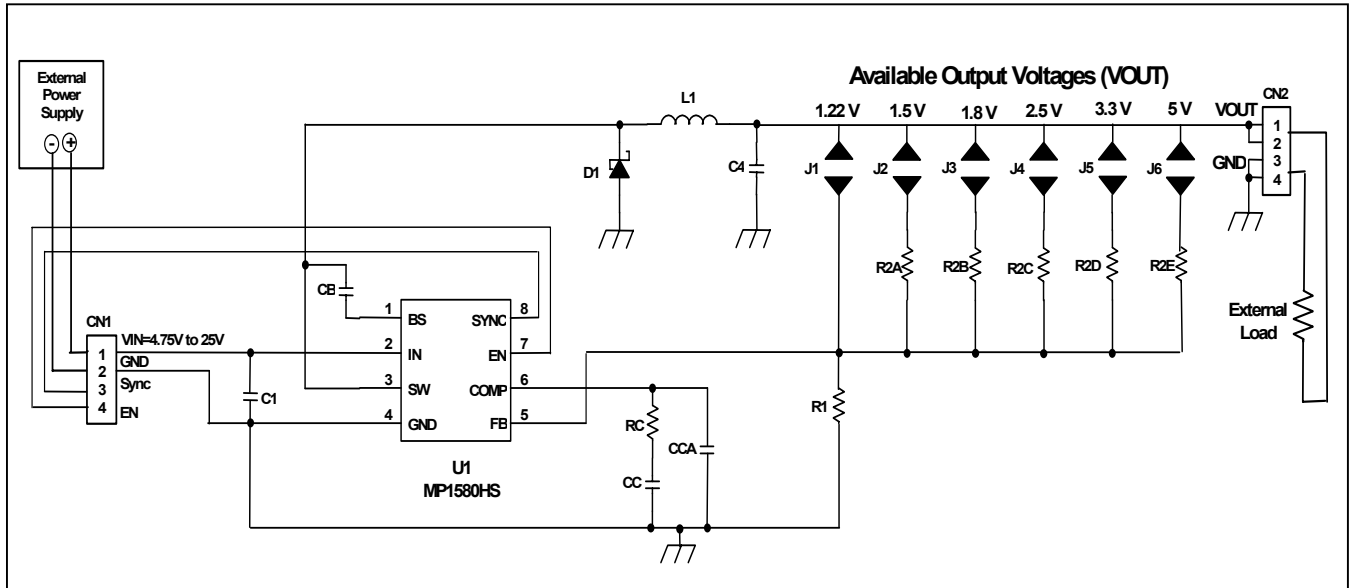 External
Power
Supply
- +
Available Output Voltages (VOUT)
L1
1.22 V 1.5 V 1.8 V 2.5 V 3.3 V 5 V
VOUT
CN2
1
2
3
4
GND
D1
C4
J1 J2 J3 J4 J5 J6
R2A R2B R2C R2D R2E
External
Load
CB
CN1
VIN=4.75V to 25V
1
2
3
4
GND
Sync
EN
C1
1 BS SYNC 8
2 IN EN 7
3 SW COMP 6
4 GND FB 5
U1
MP1580HS
RC
CCA
CC
R1